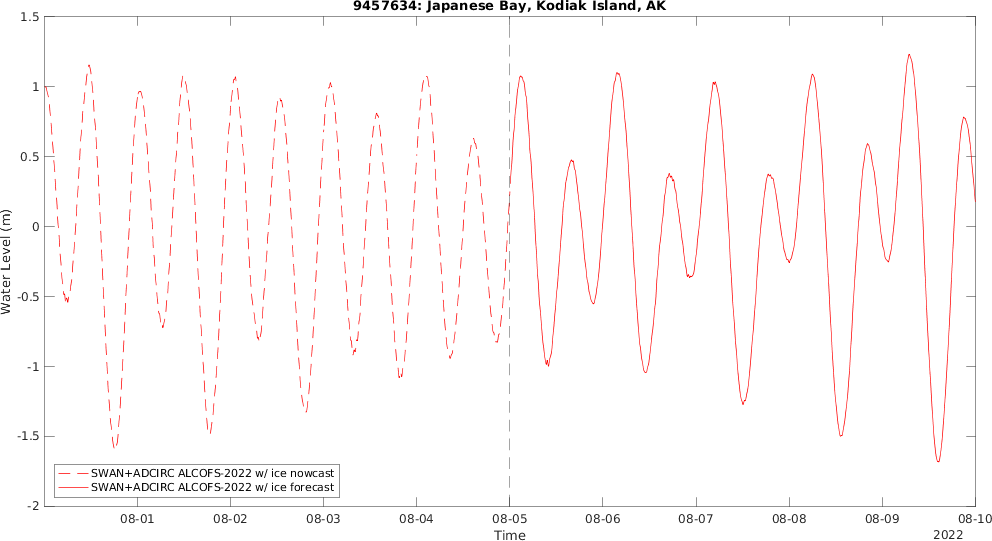 9457634: Japanese Bay, Kodiak Island, AK
1.5
1
0.5
0
-0.5
-1
-1.5
-2
Water Level (m)
SWAN+ADCIRC ALCOFS-2022 w/ ice nowcast
SWAN+ADCIRC ALCOFS-2022 w/ ice forecast
08-01 08-02 08-03 08-04 08-05 08-06 08-07 08-08 08-09 08-10
Time
2022